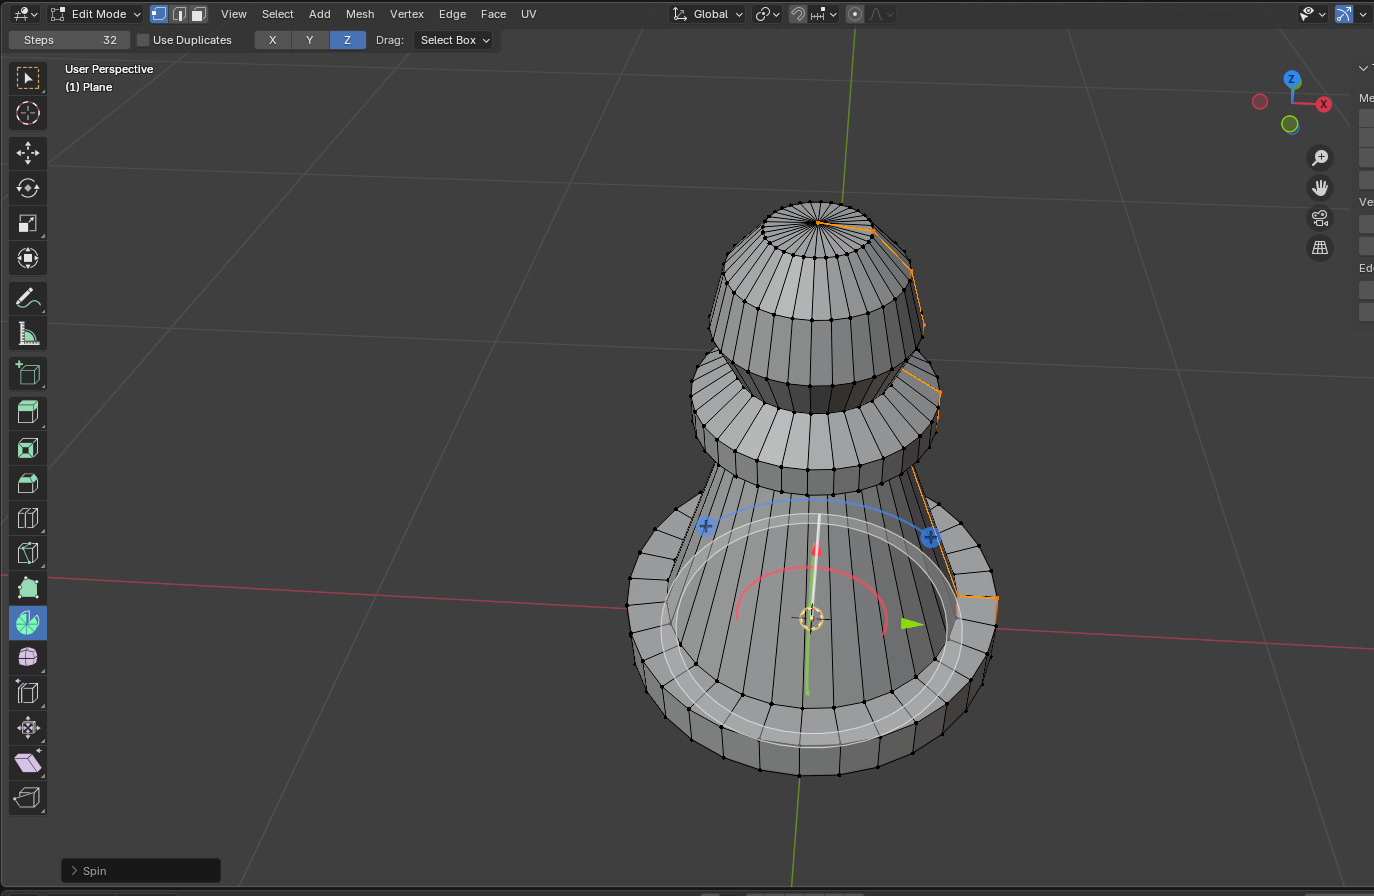 Edit Mode View Select Add Mesh Vertex Edge Face UV Global
Steps 32 Use Duplicates X Y Z Drag: Select Box
User Perspective
(1) Plane
Z
X
Me
Ve
Ed
Spin